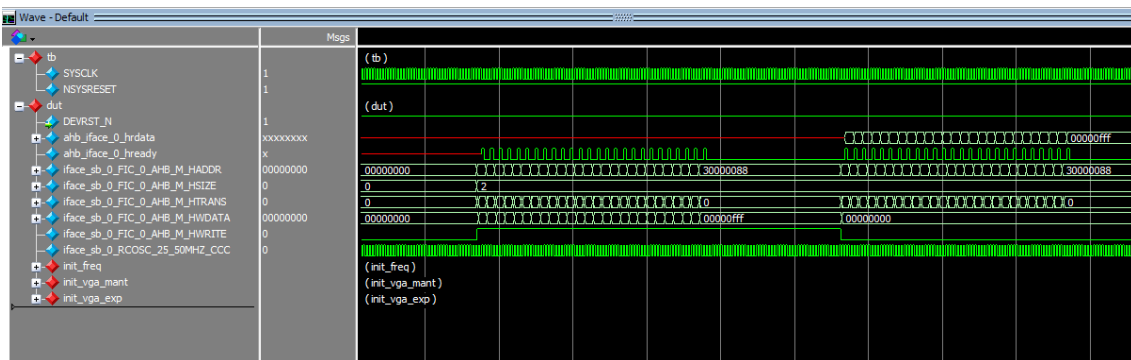 Wave - Default
Msgs
tb (tb)
SYSCLK 1
NSYSRESET 1
dut (dut)
DEVRST_N 1
ahb_iface_0_hrdata xxxxxxxx 00000fff
ahb_iface_0_hready x
iface_sb_0_FIC_0_AHB_M_HADDR 00000000 00000000 30000088 30000088
iface_sb_0_FIC_0_AHB_M_HSIZE 0 0 2
iface_sb_0_FIC_0_AHB_M_HTRANS 0 0 0 0
iface_sb_0_FIC_0_AHB_M_HWDATA 00000000 00000000 00000fff 00000000
iface_sb_0_FIC_0_AHB_M_HWRITE 0
iface_sb_0_RCOSC_25_50MHZ_CCC 0
init_freq (init_freq)
init_vga_mant (init_vga_mant)
init_vga_exp (init_vga_exp)